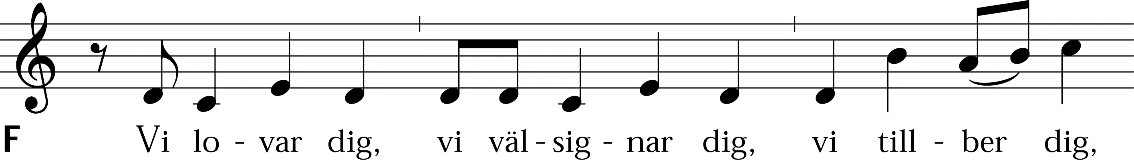 F Vi lo - var dig, vi väl - sig - nar dig, vi till - ber dig,